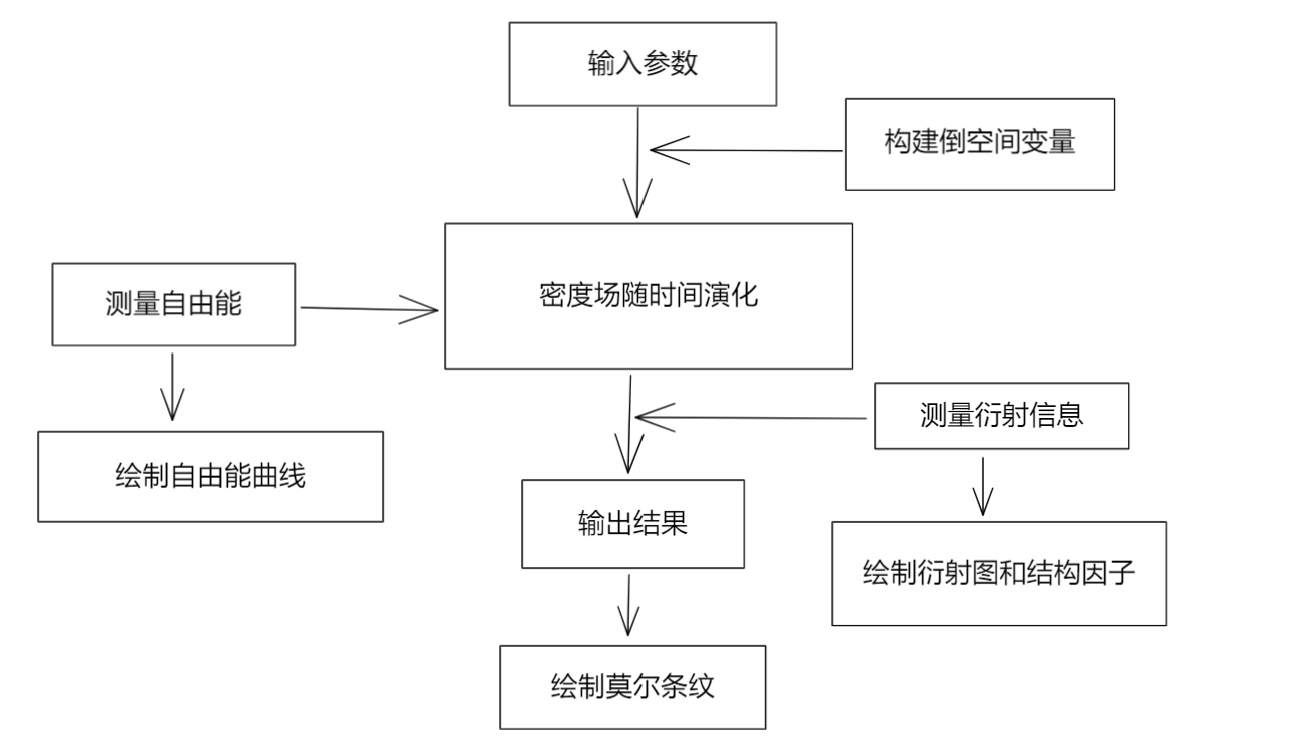 输入参数
构建倒空间变量
测量自由能
密度场随时间演化
测量衍射信息
绘制自由能曲线
输出结果
绘制衍射图和结构因子
绘制莫尔条纹